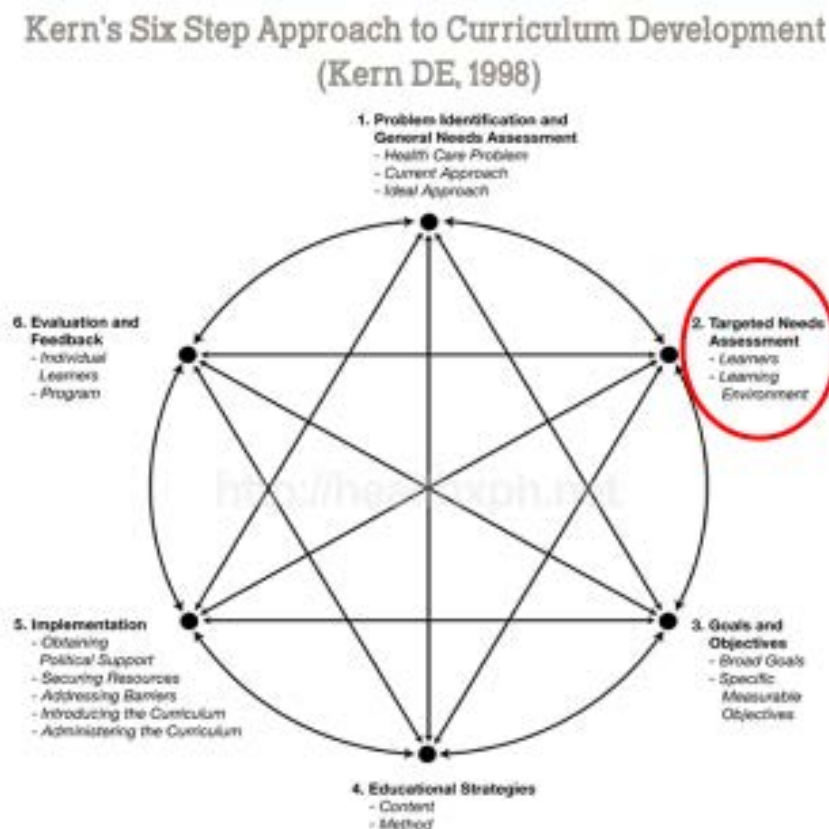 Kern's Six Step Approach to Curriculum Development
(Kern DE, 1998)
1. Problem Identification and
General Needs Assessment
- Health Care Problem
- Current Approach
- Ideal Approach
2. Targeted Needs
Assessment
- Learners
- Learning
Environment
3. Goals and
Objectives
- Broad Goals
- Specific
Measurable
Objectives
4. Educational Strategies
- Content
- Method
5. Implementation
- Obtaining
Political Support
- Securing Resources
- Addressing Barriers
- Introducing the Curriculum
- Administering the Curriculum
6. Evaluation and
Feedback
- Individual
Learners
- Program